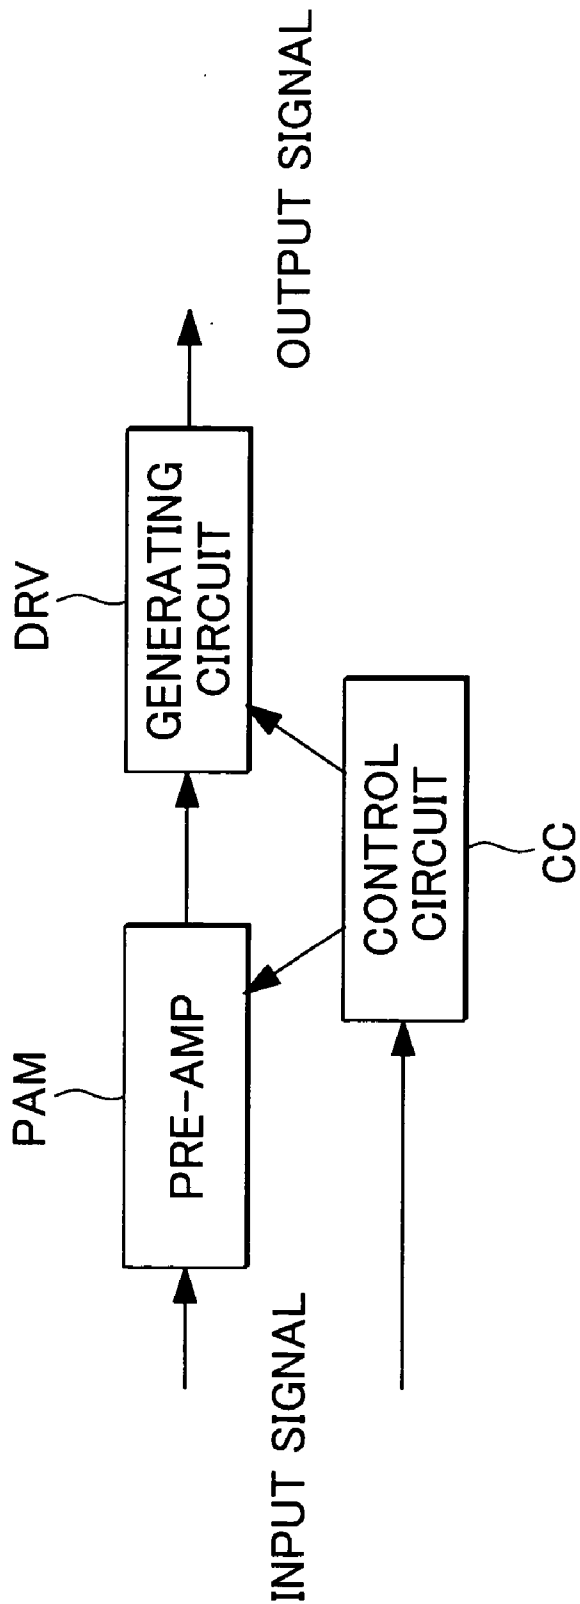 PAM
DRV
PRE-AMP
GENERATING
CIRCUIT
INPUT SIGNAL
OUTPUT SIGNAL
CONTROL
CIRCUIT
CC